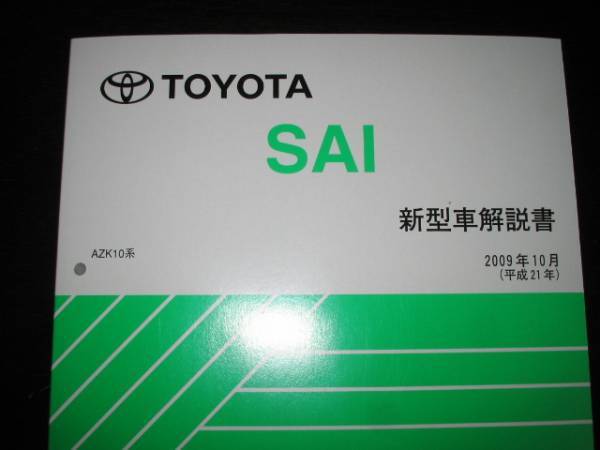 TOYOTA
SAI
新型車解説書
AZK10系
2009年10月
(平成21年)